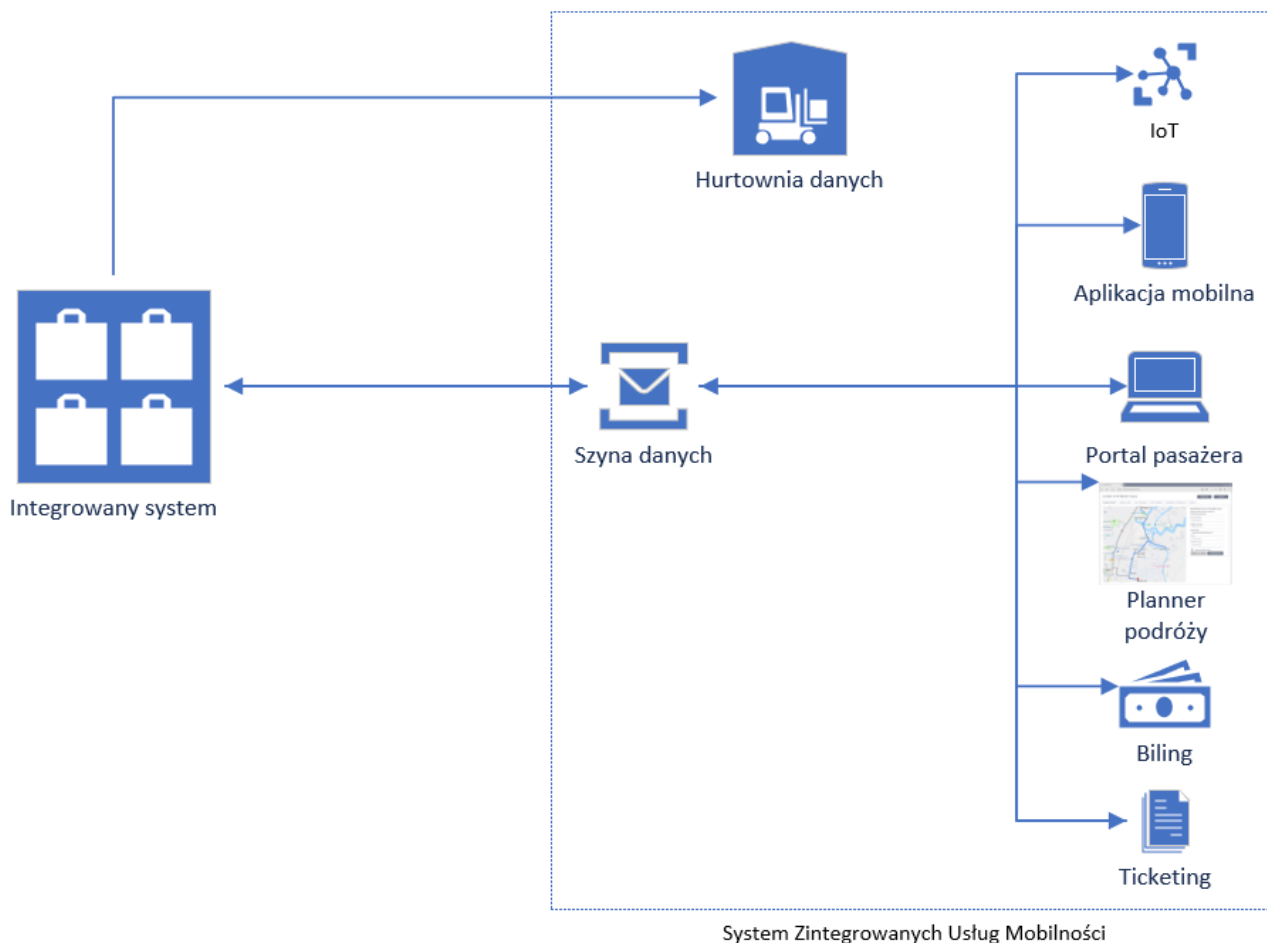 IoT
Hurtownia danych
Aplikacja mobilna
Szyna danych
Portal pasażera
Integrowany system
Planner
podróży
Biling
Ticketing
System Zintegrowanych Usług Mobilności